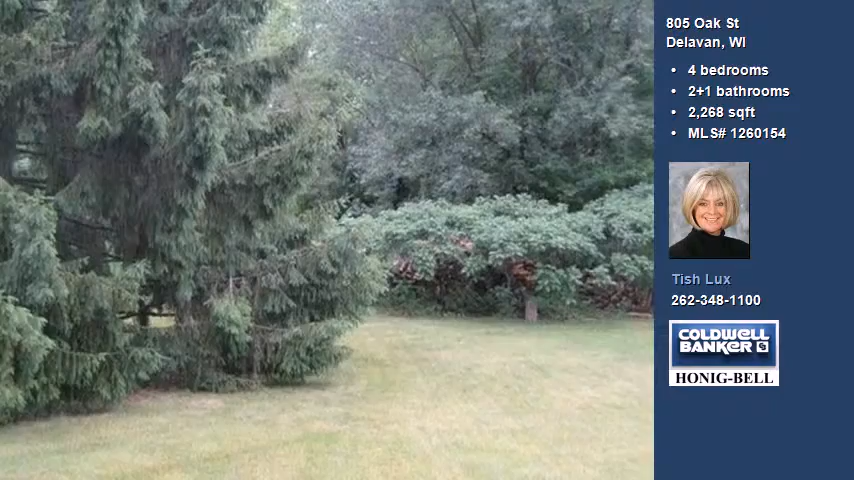 805 Oak St
Delavan, WI
• 4 bedrooms
• 2+1 bathrooms
• 2,268 sqft
• MLS# 1260154
Tish Lux
262-348-1100
COLDWELL
BANKER
HONIG-BELL